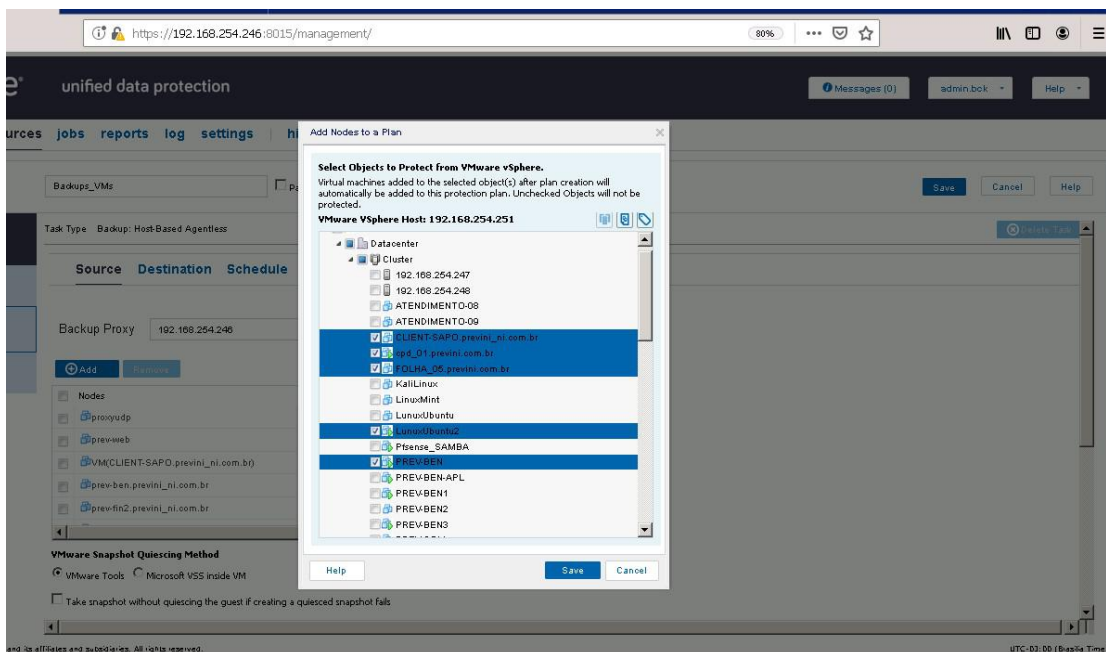 https://192.168.254.246:8015/management/
80%
unified data protection
Messages (0)
admin.bck
Help
jobs reports log settings
Add Nodes to a Plan
Backups_VMs
Save
Cancel
Help
Select Objects to Protect from VMware vSphere.
Virtual machines added to the selected object(s) after plan creation will
automatically be added to this protection plan. Unchecked Objects will not be
protected.
VMware VSphere Host: 192.168.254.251
Task Type Backup: Host-Based Agentless
Delete Task
Datacenter
Cluster
192.168.254.247
192.168.254.248
ATENDIMENTO-08
ATENDIMENTO-09
CLIENT-SAPO.previni_ni.com.br
cpd_01.previni.com.br
FOLHA_05.previni.com.br
KaliLinux
LinuxMint
LunuxUbuntu
LunuxUbuntu2
Pfsense_SAMBA
PREV-BEN
PREV-BEN-APL
PREV-BEN1
PREV-BEN2
PREV-BEN3
Source Destination Schedule
Backup Proxy 192.168.254.246
Add Remove
Nodes
proxyudp
prev-web
VM(CLIENT-SAPO.previni_ni.com.br)
prev-ben.previni_ni.com.br
prev-fin2.previni_ni.com.br
VMware Snapshot Quiescing Method
VMware Tools Microsoft VSS inside VM
Take snapshot without quiescing the guest if creating a quiesced snapshot fails
Help
Save
Cancel
and its affiliates and subsidiaries. All rights reserved.
UTC-03:00 (Brasilia Time